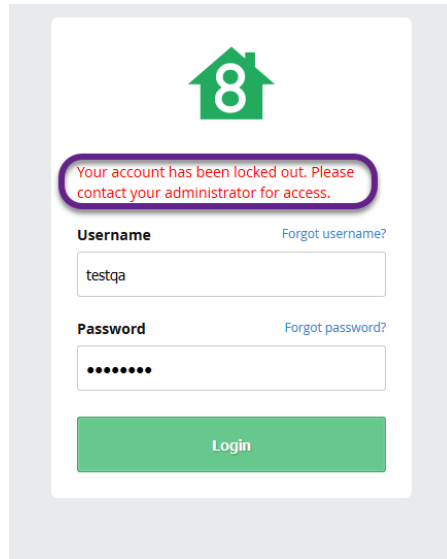 8
Your account has been locked out. Please
contact your administrator for access.
Username Forgot username?
testqa
Password Forgot password?
••••••••
Login